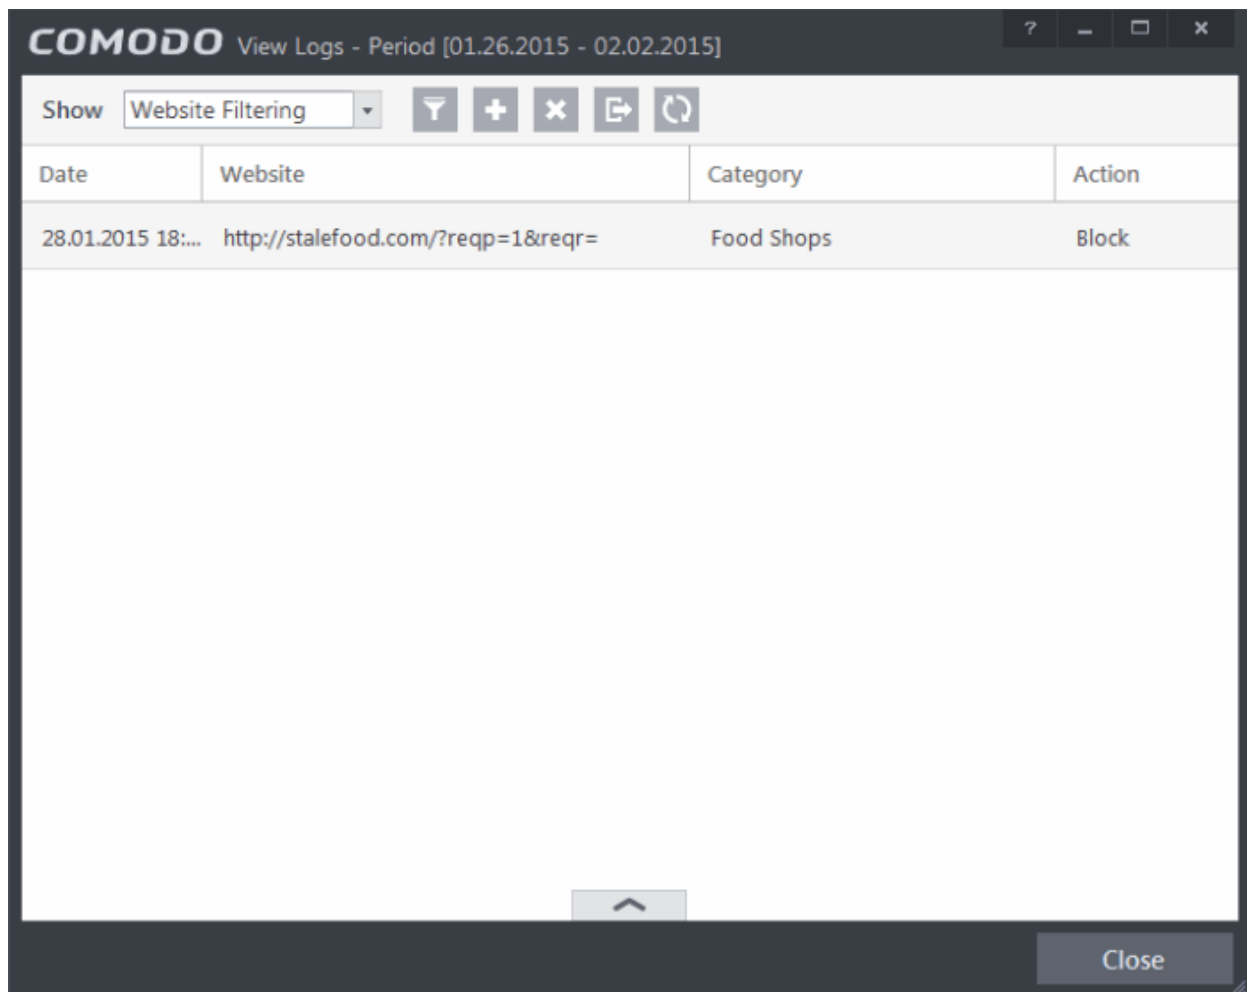 COMODO View Logs - Period [01.26.2015 - 02.02.2015] ?
Show Website Filtering
Date Website Category Action
28.01.2015 18:... http://stalefood.com/?reqp=1&reqr= Food Shops Block
Close